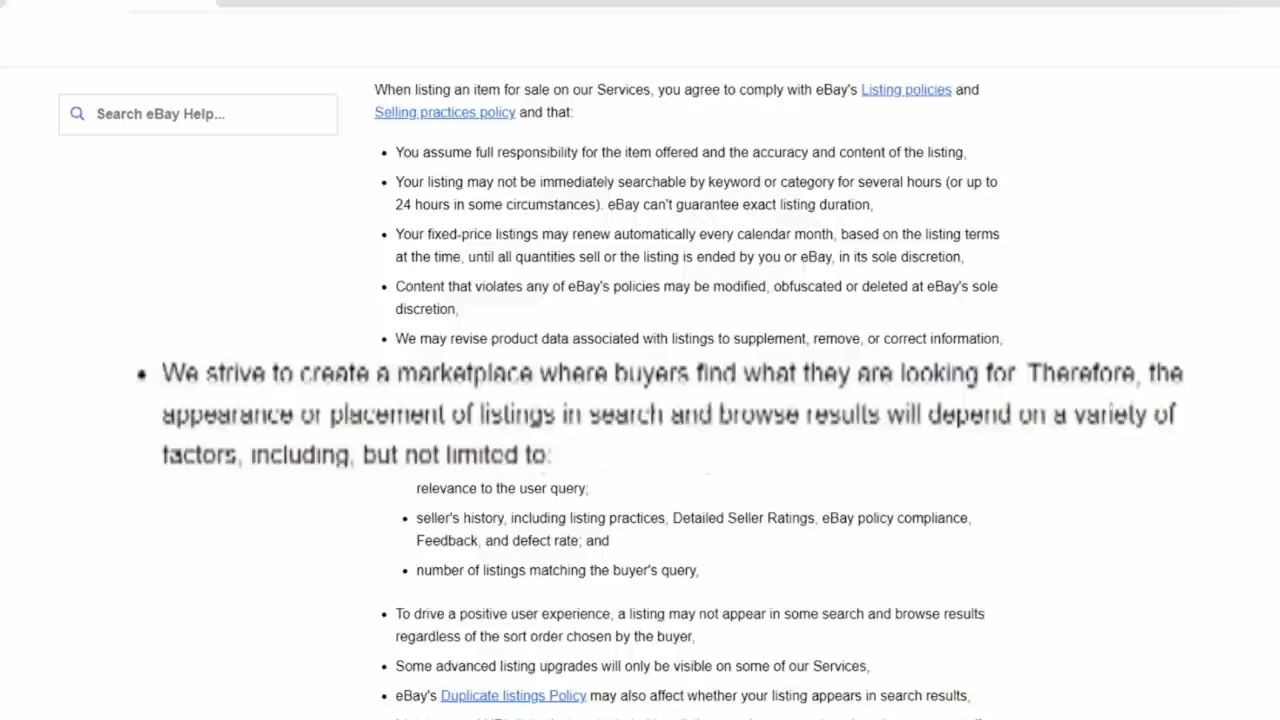 Search eBay Help...
When listing an item for sale on our Services, you agree to comply with eBay's Listing policies and
Selling practices policy and that:
• You assume full responsibility for the item offered and the accuracy and content of the listing,
• Your listing may not be immediately searchable by keyword or category for several hours (or up to
24 hours in some circumstances). eBay can't guarantee exact listing duration,
• Your fixed-price listings may renew automatically every calendar month, based on the listing terms
at the time, until all quantities sell or the listing is ended by you or eBay, in its sole discretion,
• Content that violates any of eBay's policies may be modified, obfuscated or deleted at eBay's sole
discretion,
• We may revise product data associated with listings to supplement, remove, or correct information,
• We strive to create a marketplace where buyers find what they are looking for. Therefore, the
appearance or placement of listings in search and browse results will depend on a variety of
factors, including, but not limited to:
relevance to the user query;
• seller's history, including listing practices, Detailed Seller Ratings, eBay policy compliance,
Feedback, and defect rate; and
• number of listings matching the buyer's query,
• To drive a positive user experience, a listing may not appear in some search and browse results
regardless of the sort order chosen by the buyer,
• Some advanced listing upgrades will only be visible on some of our Services,
• eBay's Duplicate listings Policy may also affect whether your listing appears in search results,